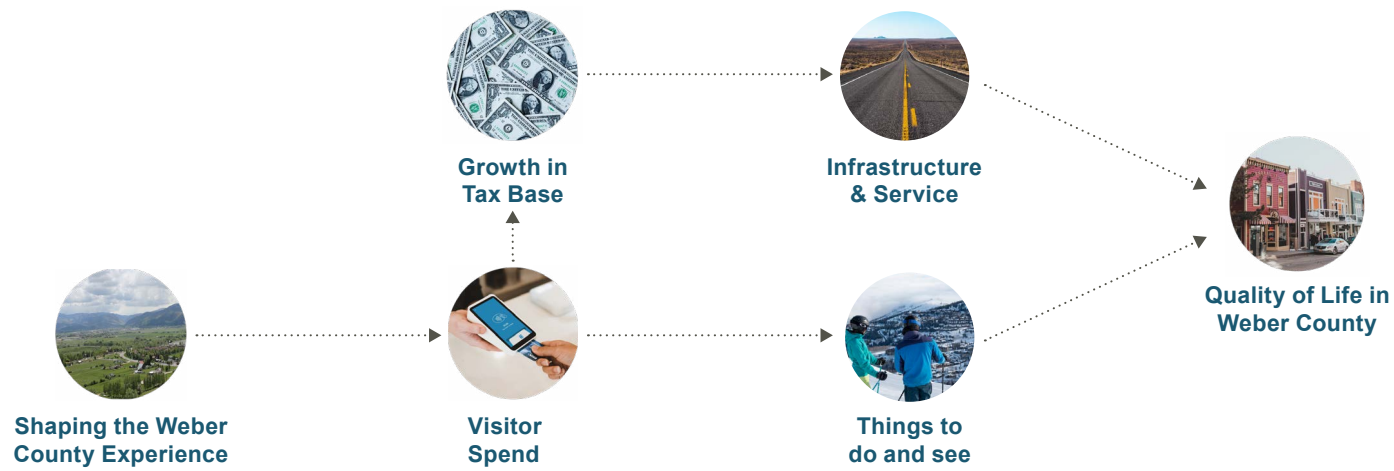 Growth in
Tax Base
Infrastructure
& Service
Quality of Life in
Weber County
Shaping the Weber
County Experience
Visitor
Spend
Things to
do and see